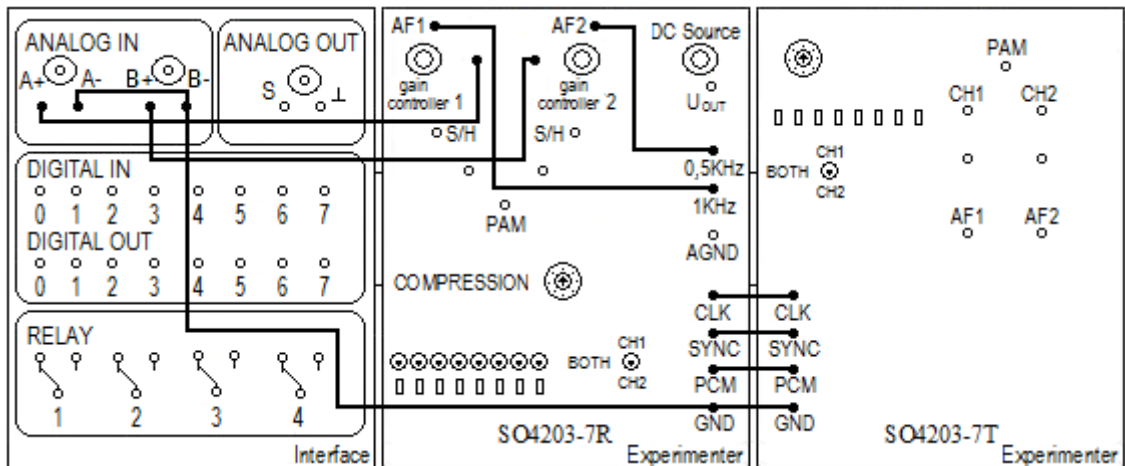 ANALOG IN
A+ A- B+ B-
ANALOG OUT
S ⊥
DIGITAL IN
0 1 2 3 4 5 6 7
DIGITAL OUT
0 1 2 3 4 5 6 7
RELAY
1 2 3 4
Interface
AF1 AF2 DC Source
gain
controller 1
gain
controller 2
UOUT
S/H S/H
0,5KHz
1KHz
PAM
AGND
COMPRESSION
CLK
SYNC
CH1
BOTH
CH2
PCM
GND
SO4203-7R
Experimenter
PAM
CH1 CH2
CH1
BOTH
CH2
AF1 AF2
CLK
SYNC
PCM
GND
SO4203-7T
Experimenter